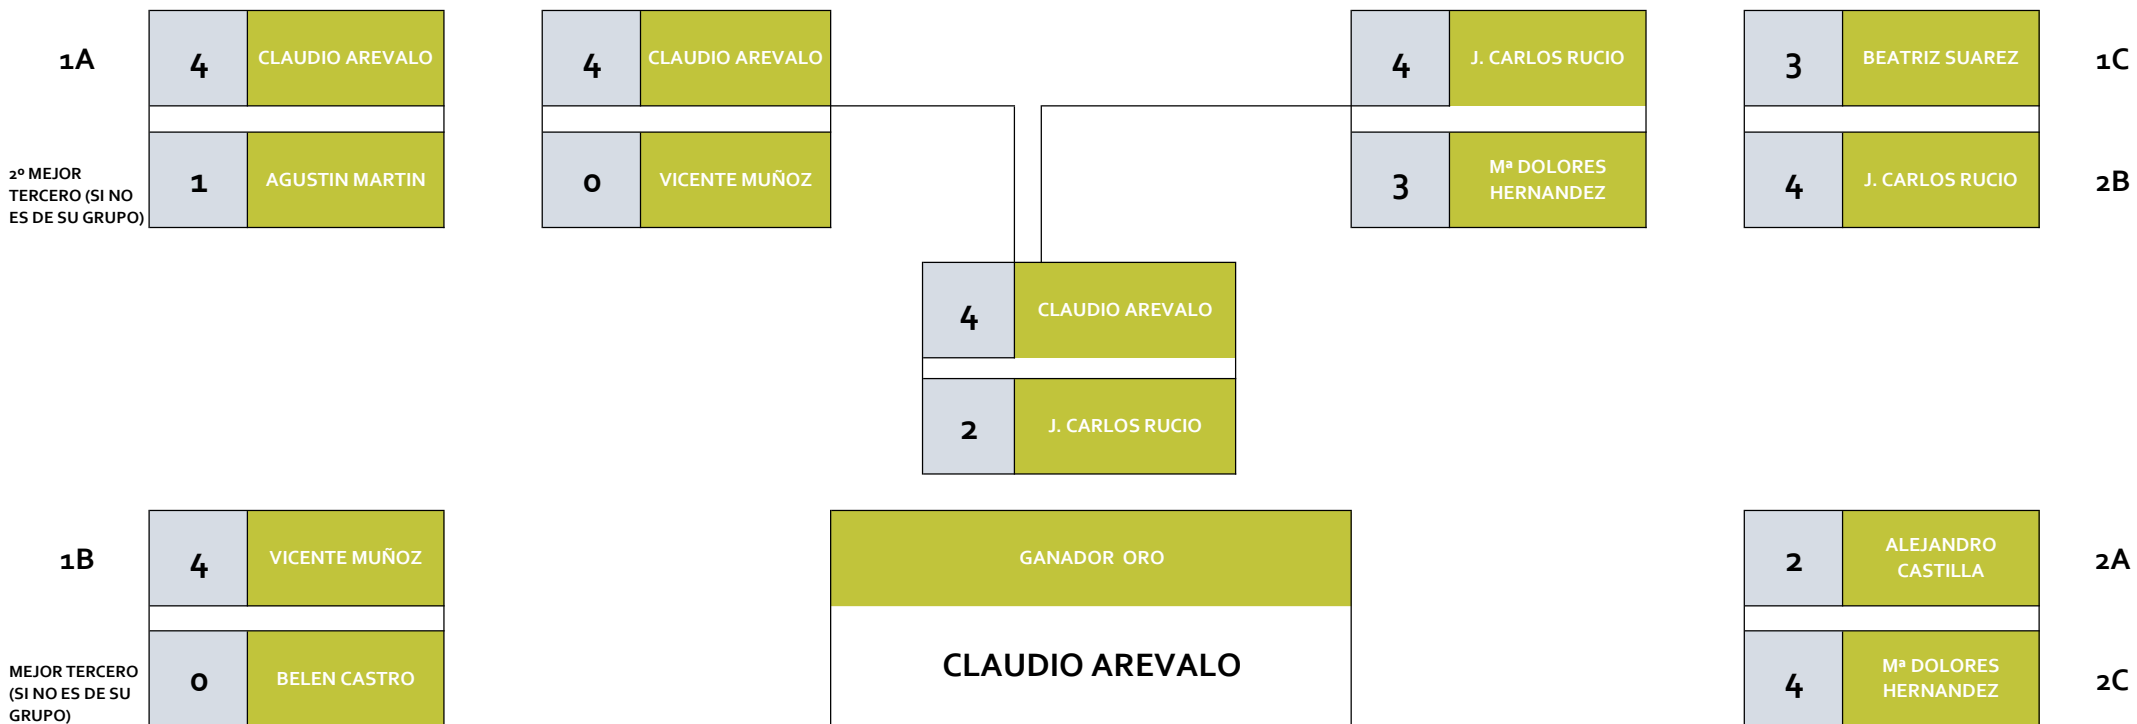 1A
4
CLAUDIO AREVALO
4
CLAUDIO AREVALO
4
J. CARLOS RUCIO
3
BEATRIZ SUAREZ
1C
2º MEJOR
TERCERO (SI NO
ES DE SU GRUPO)
1
AGUSTIN MARTIN
0
VICENTE MUÑOZ
3
Mª DOLORES
HERNANDEZ
4
J. CARLOS RUCIO
2B
4
CLAUDIO AREVALO
2
J. CARLOS RUCIO
1B
4
VICENTE MUÑOZ
GANADOR ORO
2
ALEJANDRO
CASTILLA
2A
MEJOR TERCERO
(SI NO ES DE SU
GRUPO)
0
BELEN CASTRO
CLAUDIO AREVALO
4
Mª DOLORES
HERNANDEZ
2C